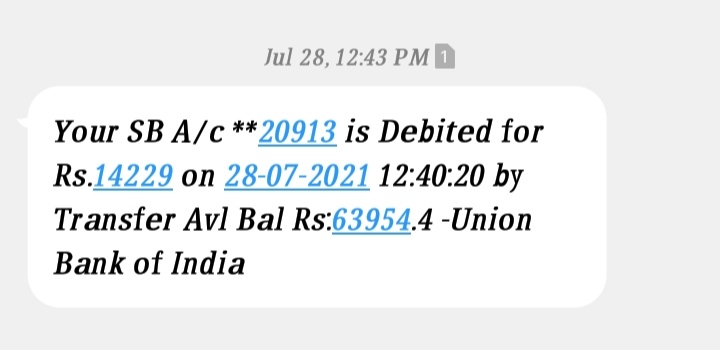 Jul 28, 12:43 PM 1
Your SB A/c **20913 is Debited for
Rs.14229 on 28-07-2021 12:40:20 by
Transfer Avl Bal Rs:63954.4 -Union
Bank of India